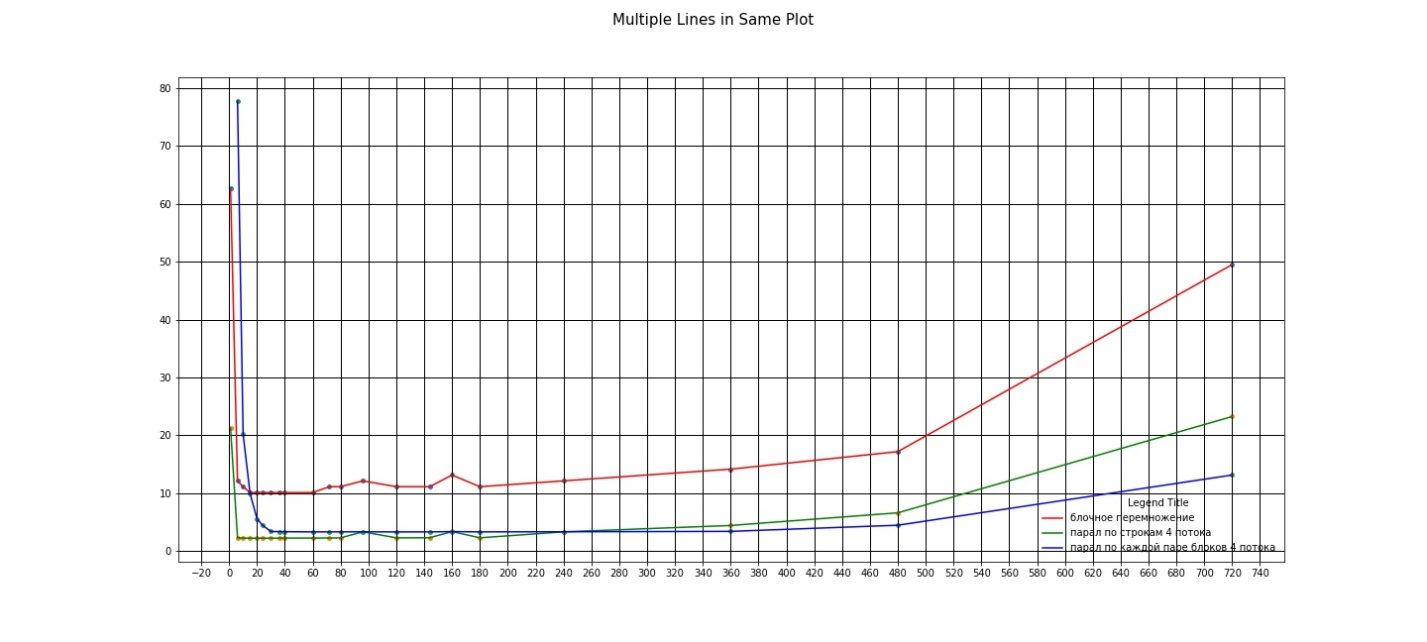 Multiple Lines in Same Plot
80
70
60
50
40
30
20
10
0
Legend Title
блочное перемножение
парал по строкам 4 потока
парал по каждой паре блоков 4 потока
−20 0 20 40 60 80 100 120 140 160 180 200 220 240 260 280 300 320 340 360 380 400 420 440 460 480 500 520 540 560 580 600 620 640 660 680 700 720 740